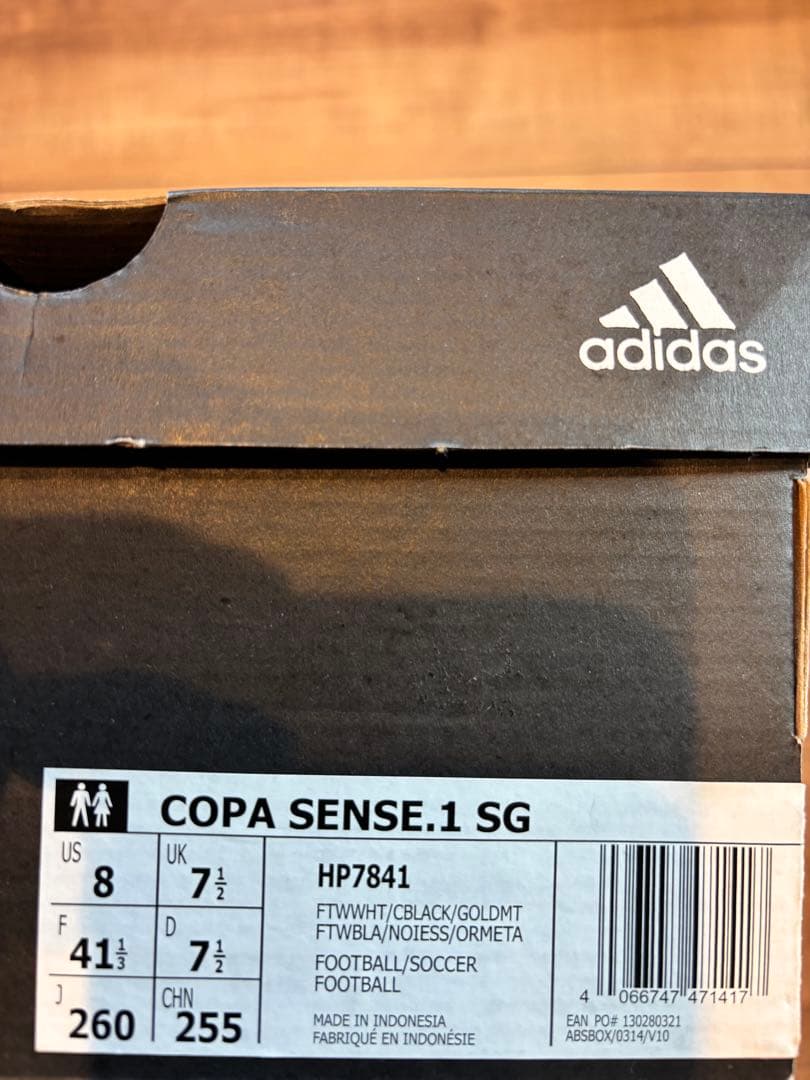 adidas
COPA SENSE.1 SG
US 8
UK 7½
F 41⅓
D 7½
J 260
CHN 255
HP7841
FTWWHT/CBLACK/GOLDMT
FTWBLA/NOIESS/ORMETA
FOOTBALL/SOCCER
FOOTBALL
MADE IN INDONESIA
FABRIQUÉ EN INDONÉSIE
4 066747 471417
EAN PO# 130280321
ABSBOX/0314/V10